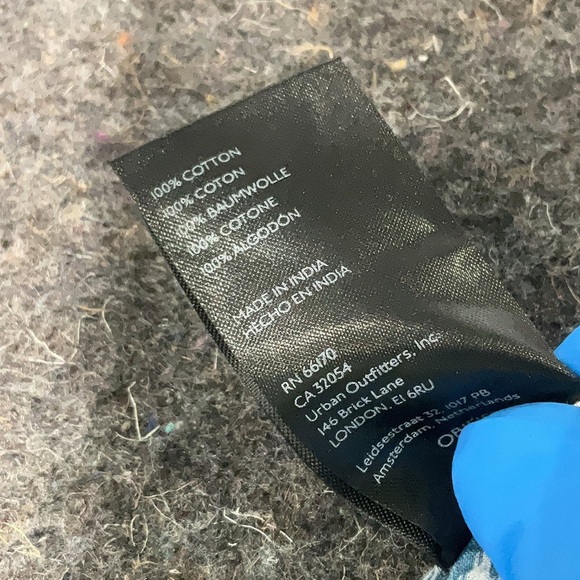 100% COTTON
100% COTON
100% BAUMWOLLE
100% COTONE
100% ALGODÓN
MADE IN INDIA
HECHO EN INDIA
RN 66170
CA 32054
Urban Outfitters, Inc.
146 Brick Lane
LONDON, E1 6RU
Leidsestraat 32, 1017 PB
Amsterdam, Netherlands